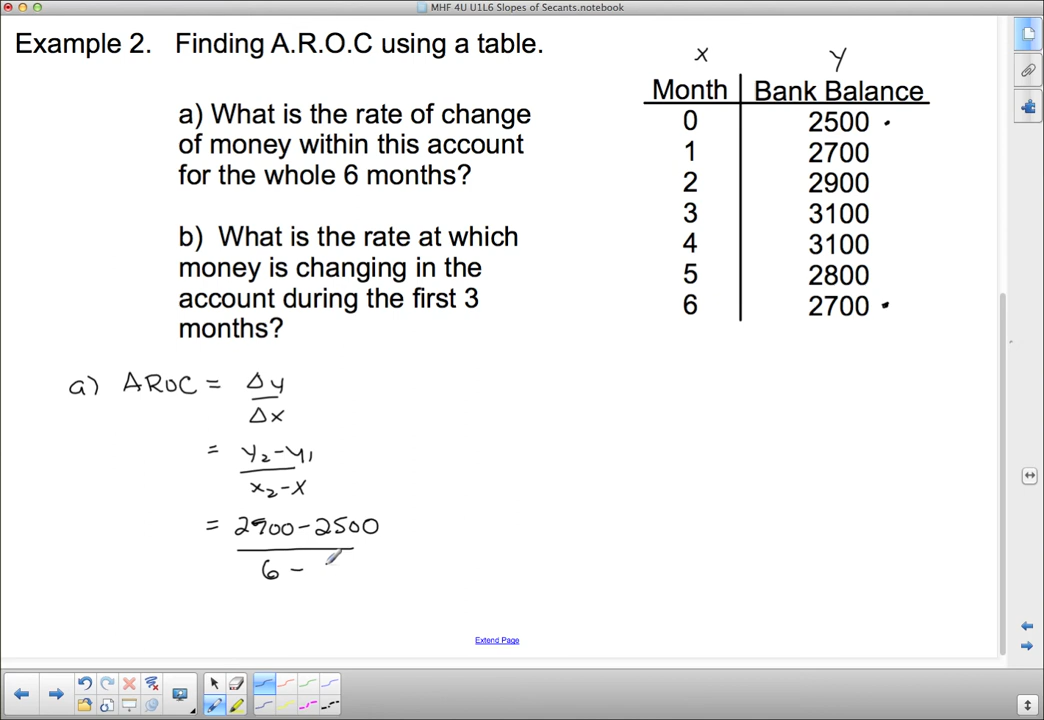 MHF 4U U1L6 Slopes of Secants.notebook
Example 2. Finding A.R.O.C using a table.
a) What is the rate of change
of money within this account
for the whole 6 months?
b) What is the rate at which
money is changing in the
account during the first 3
months?
x y
Month Bank Balance
0 2500
1 2700
2 2900
3 3100
4 3100
5 2800
6 2700
a) AROC = Δy
Δx
= y₂-y₁
x₂-x
= 2700-2500
6 -
Extend Page